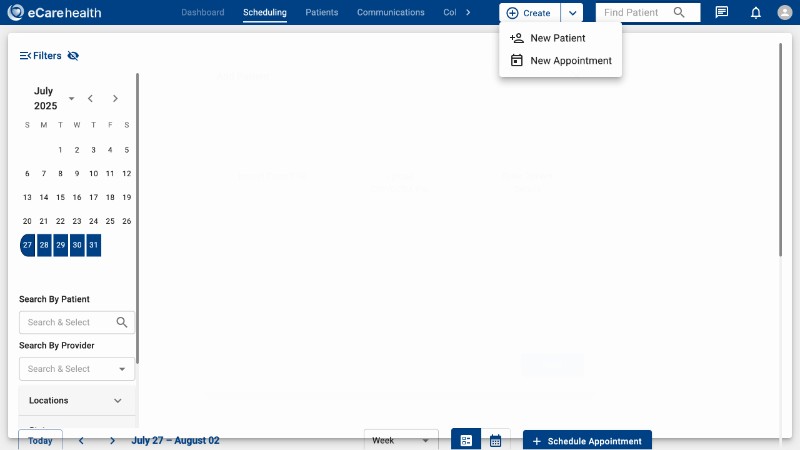 eCarehealth
Dashboard
Scheduling
Patients
Communications
Col
Create
Find Patient
New Patient
New Appointment
Filters
July
2025
S M T W T F S
1 2 3 4 5
6 7 8 9 10 11 12
13 14 15 16 17 18 19
20 21 22 23 24 25 26
27 28 29 30 31
Search By Patient
Search & Select
Search By Provider
Search & Select
Locations
Today
July 27 – August 02
Week
Schedule Appointment